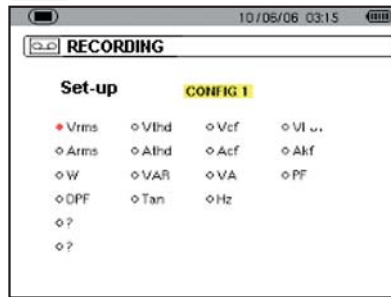 10/06/06 03:15
RECORDING
Set-up CONFIG 1
Vrms Vthd Vcf
Arms Athd Acf Akf
W VAR VA PF
DPF Tan Hz
?
?